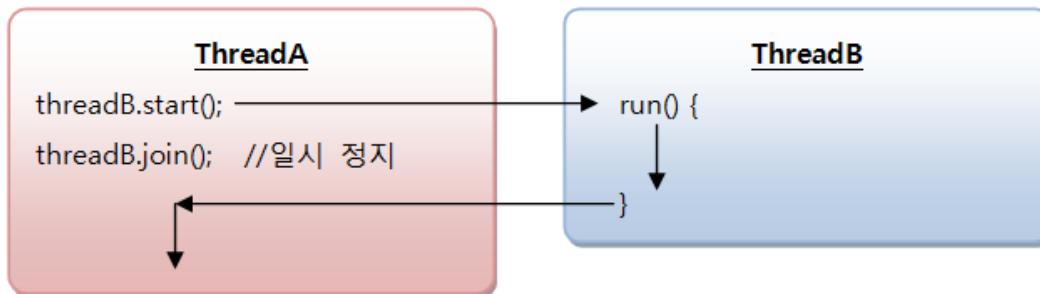 ThreadA
threadB.start();
threadB.join(); //일시 정지
ThreadB
run() {
}